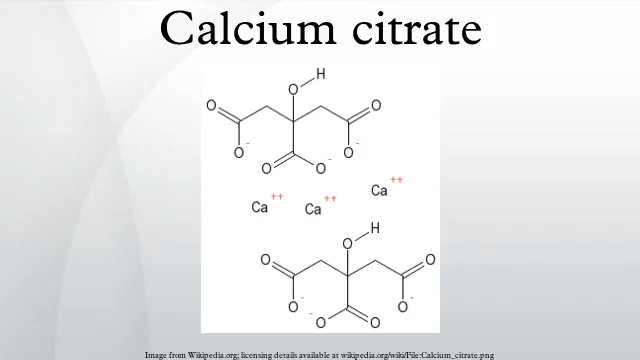 Calcium citrate
H
O
O O
O - O -
O O -
Ca ++ Ca ++ Ca ++
H
O
O O
O - O -
- O O
Image from Wikipedia.org; licensing details available at wikipedia.org/wiki/File:Calcium_citrate.png